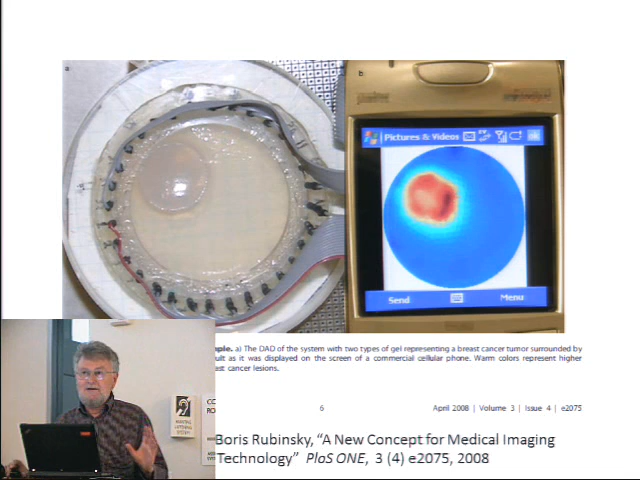 a
b
Pictures & Videos
Send
Menu
a) The DAD of the system with two types of gel representing a breast cancer tumor surrounded by
as it was displayed on the screen of a commercial cellular phone. Warm colors represent higher
cancer lesions.
6
April 2008 | Volume 3 | Issue 4 | e2075
Boris Rubinsky, “A New Concept for Medical Imaging
Technology” PloS ONE, 3 (4) e2075, 2008